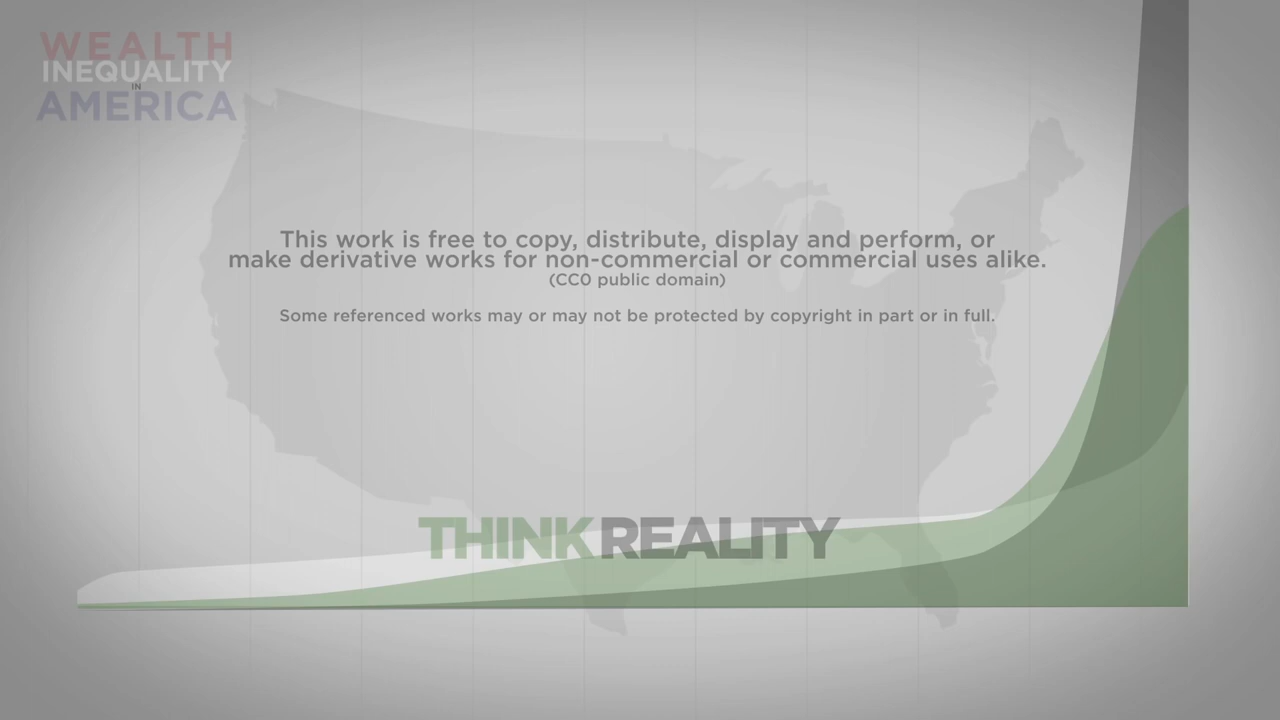 WEALTH
INEQUALITY
IN
AMERICA
This work is free to copy, distribute, display and perform, or
make derivative works for non-commercial or commercial uses alike.
(CC0 public domain)
Some referenced works may or may not be protected by copyright in part or in full.
THINKREALITY